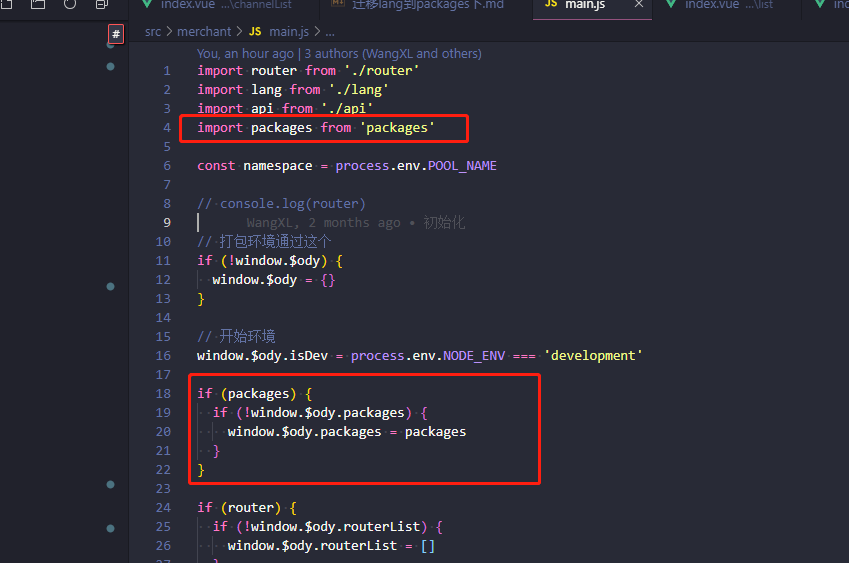 index.vue ...\channelList
迁移lang到packages下.md
JS main.js
index.vue ...\list
src > merchant > JS main.js > ...
You, an hour ago | 3 authors (WangXL and others)
1 import router from './router'
2 import lang from './lang'
3 import api from './api'
4 import packages from 'packages'
5
6 const namespace = process.env.POOL_NAME
7
8 // console.log(router)
9 WangXL, 2 months ago • 初始化
10 // 打包环境通过这个
11 if (!window.$ody) {
12 window.$ody = {}
13 }
14
15 // 开始环境
16 window.$ody.isDev = process.env.NODE_ENV === 'development'
17
18 if (packages) {
19 if (!window.$ody.packages) {
20 window.$ody.packages = packages
21 }
22 }
23
24 if (router) {
25 if (!window.$ody.routerList) {
26 window.$ody.routerList = []